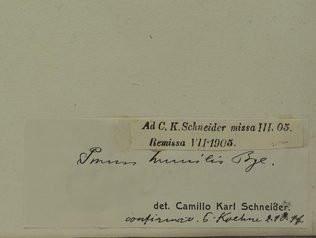 Ad C. K. Schneider missa III. 05.
Remissa VII 1905.
Prunus humilis Bge.
det. Camillo Karl Schneider.
confirmav. E. Koehne